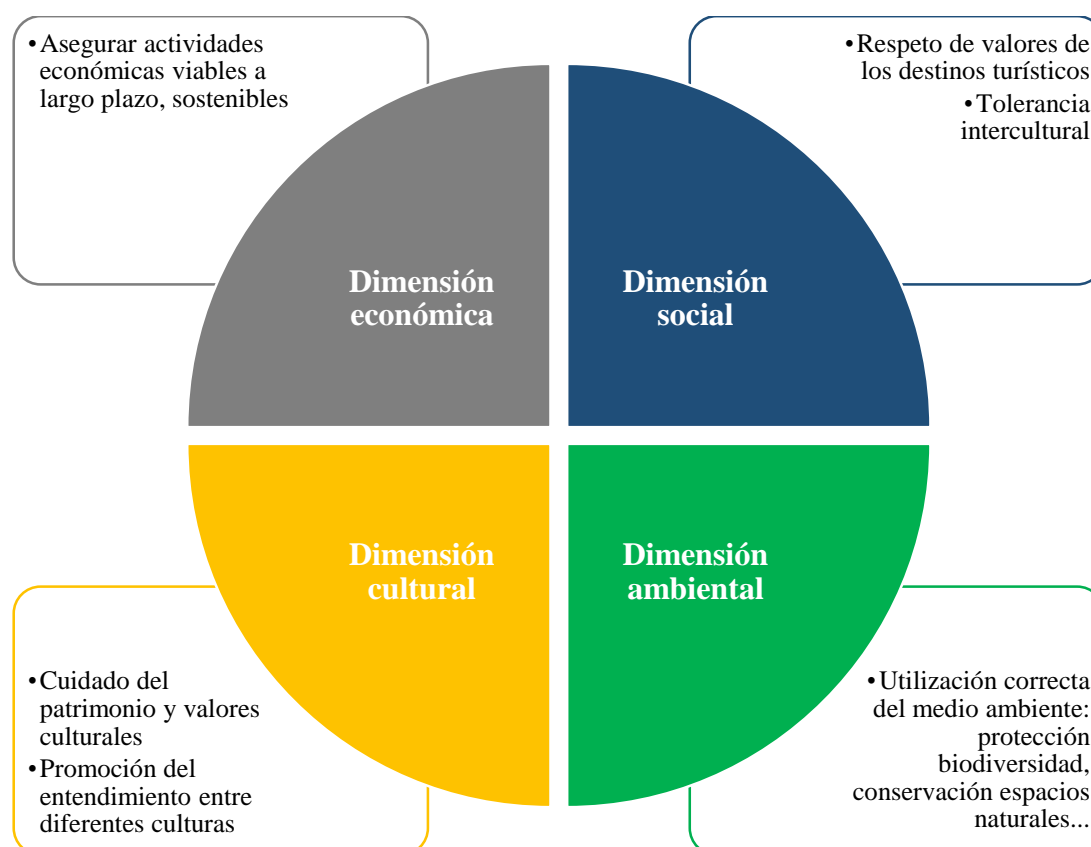 •Asegurar actividades
económicas viables a
largo plazo, sostenibles
•Respeto de valores de
los destinos turísticos
•Tolerancia
intercultural
Dimensión
económica
Dimensión
social
Dimensión
cultural
Dimensión
ambiental
•Cuidado del
patrimonio y valores
culturales
•Promoción del
entendimiento entre
diferentes culturas
•Utilización correcta
del medio ambiente:
protección
biodiversidad,
conservación espacios
naturales...